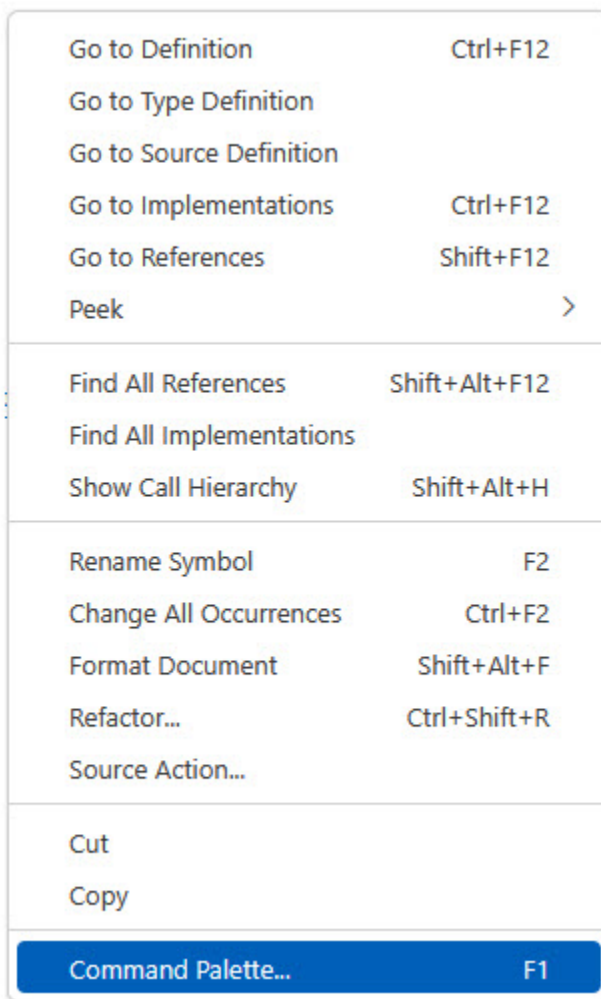 Go to Definition Ctrl+F12
Go to Type Definition
Go to Source Definition
Go to Implementations Ctrl+F12
Go to References Shift+F12
Peek
Find All References Shift+Alt+F12
Find All Implementations
Show Call Hierarchy Shift+Alt+H
Rename Symbol F2
Change All Occurrences Ctrl+F2
Format Document Shift+Alt+F
Refactor... Ctrl+Shift+R
Source Action...
Cut
Copy
Command Palette... F1